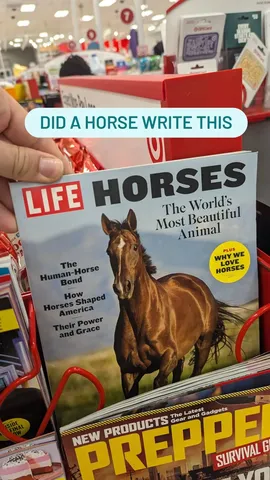 DID A HORSE WRITE THIS
LIFE HORSES
The World's
Most Beautiful
Animal
PLUS
WHY WE
LOVE
HORSES
The
Human-Horse
Bond
How
Horses Shaped
America
Their Power
and Grace
NEW PRODUCTS The Latest
Gear and Gadgets
PREPPE
SURVIVAL